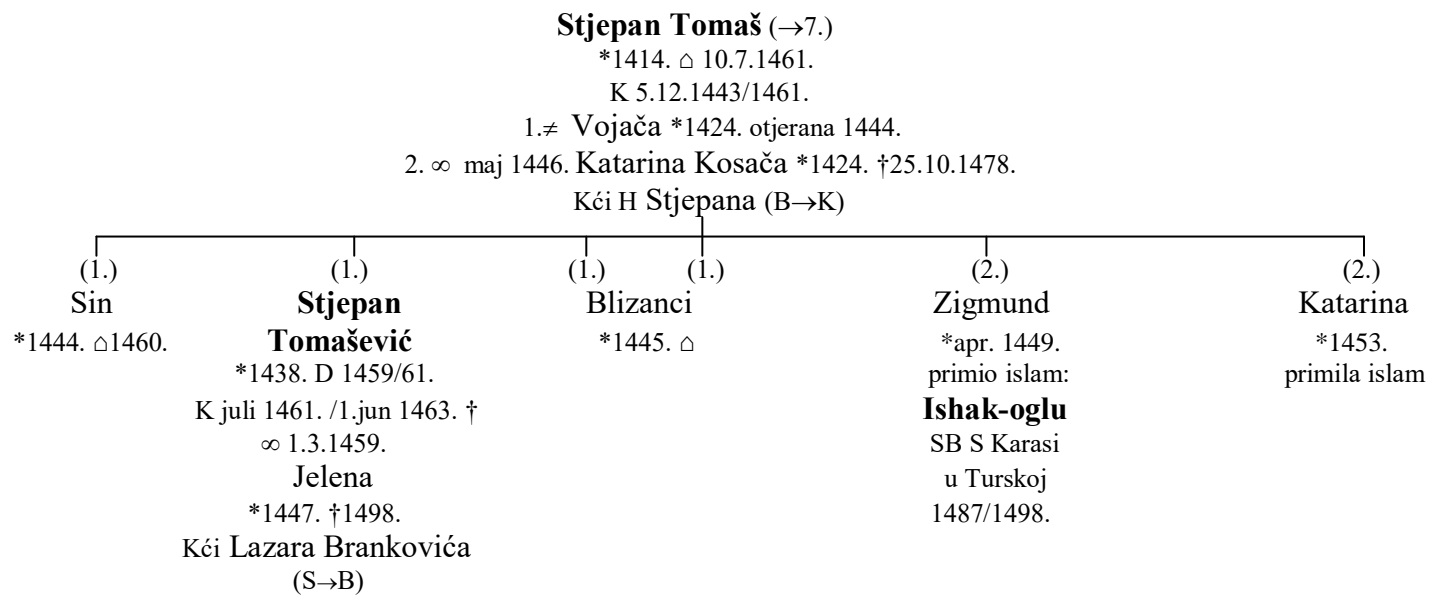 Stjepan Tomaš (→7.)
*1414. ⌂ 10.7.1461.
K 5.12.1443/1461.
1.≠ Vojača *1424. otjerana 1444.
2. ∞ maj 1446. Katarina Kosača *1424. †25.10.1478.
Kći H Stjepana (B→K)
(1.) (1.) (1.) (1.) (2.) (2.)
Sin
*1444. ⌂1460.
Stjepan
Tomašević
*1438. D 1459/61.
K juli 1461. /1.jun 1463. †
∞ 1.3.1459.
Jelena
*1447. †1498.
Kći Lazara Brankovića
(S→B)
Blizanci
*1445. ⌂
Zigmund
*apr. 1449.
primio islam:
Ishak-oglu
SB S Karasi
u Turskoj
1487/1498.
Katarina
*1453.
primila islam